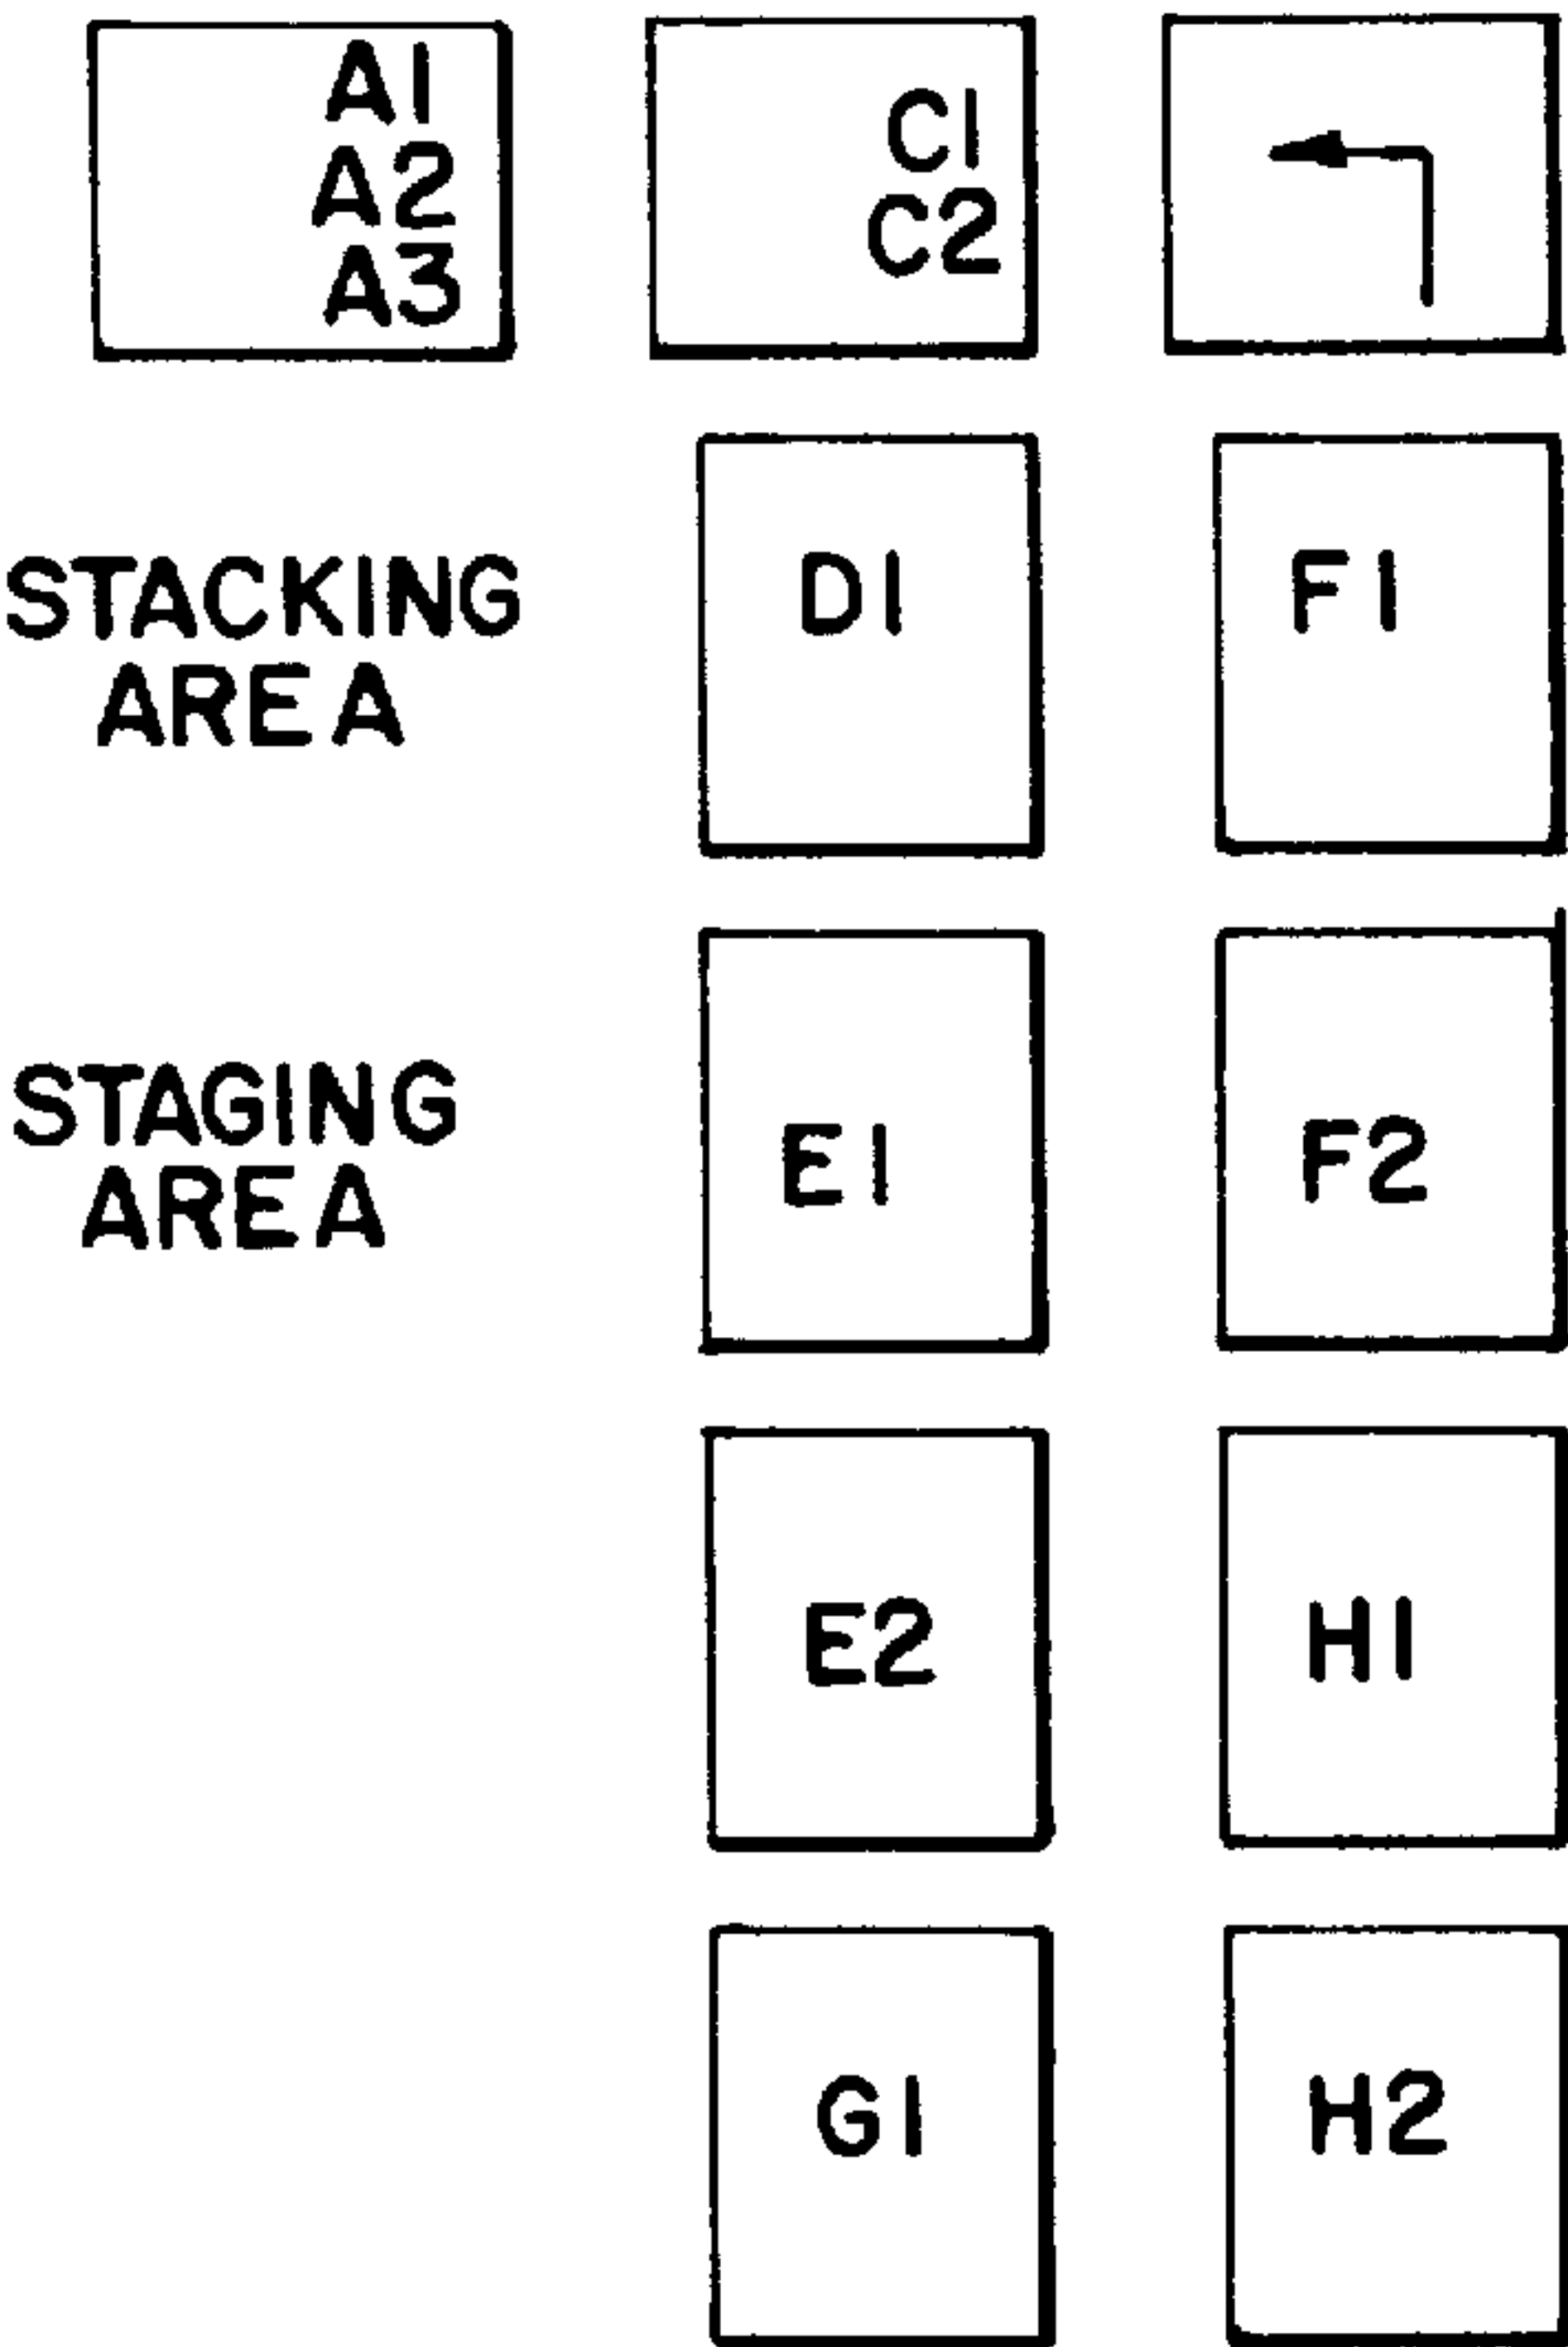 A1
A2
A3
C1
C2
STACKING
AREA
D1
F1
STAGING
AREA
E1
F2
E2
H1
G1
H2